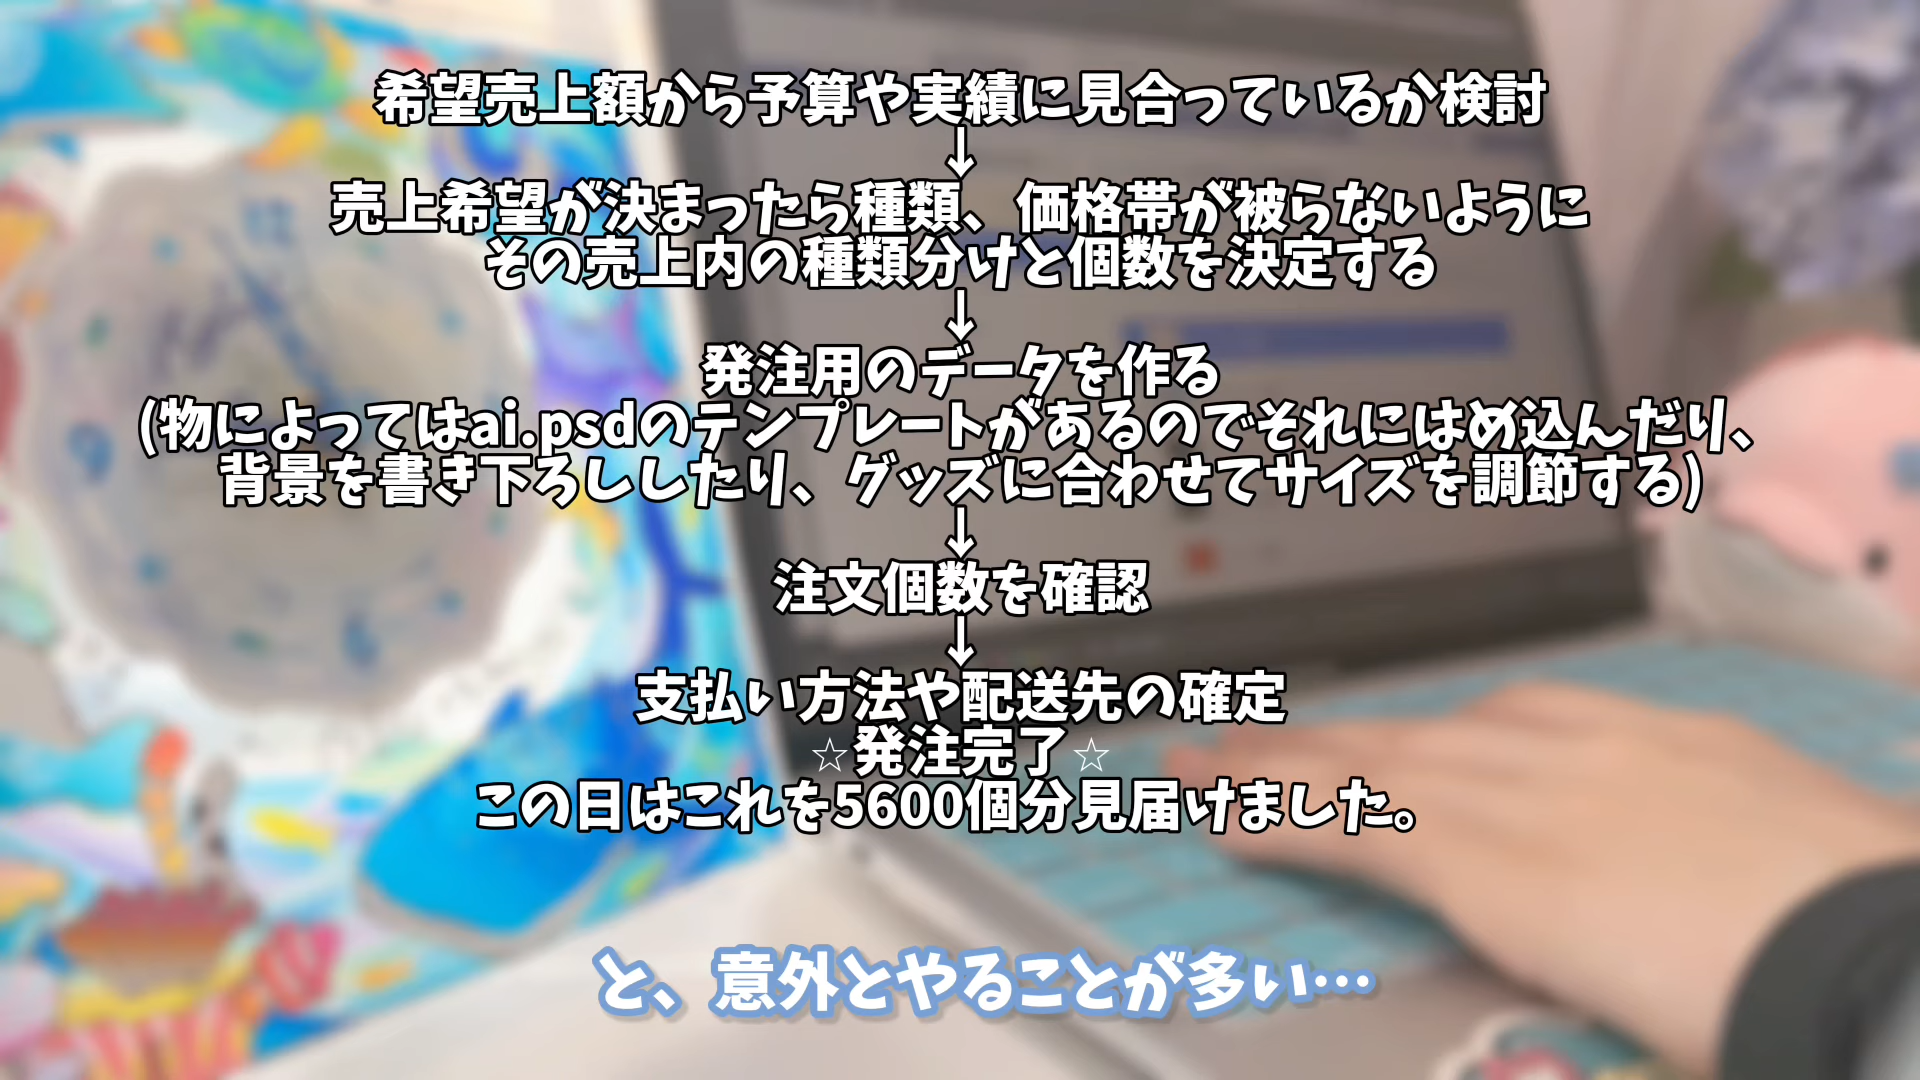 希望売上額から予算や実績に見合っているか検討
↓
売上希望が決まったら種類、価格帯が被らないように
その売上内の種類分けと個数を決定する
↓
発注用のデータを作る
(物によってはai.psdのテンプレートがあるのでそれにはめ込んだり、
背景を書き下ろししたり、グッズに合わせてサイズを調節する)
↓
注文個数を確認
↓
支払い方法や配送先の確定
☆発注完了☆
この日はこれを5600個分見届けました。
と、意外とやることが多い…